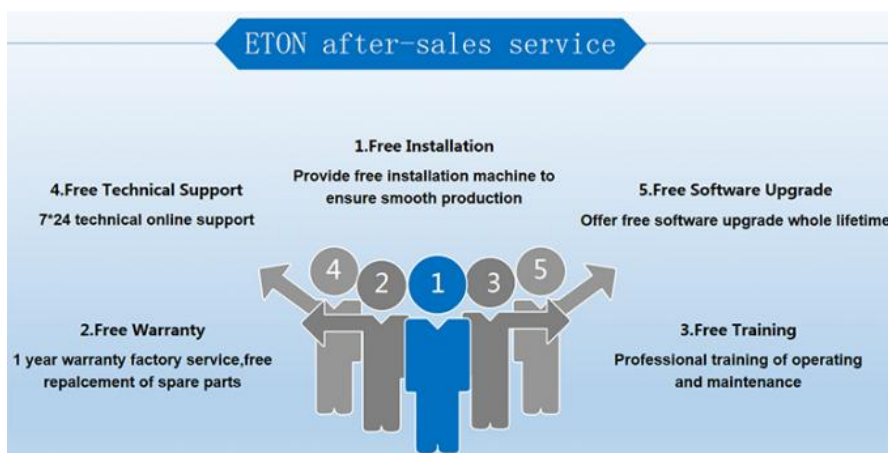 ETON after-sales service
1.Free Installation
Provide free installation machine to
ensure smooth production
4.Free Technical Support
7*24 technical online support
5.Free Software Upgrade
Offer free software upgrade whole lifetime
4
2
1
3
5
2.Free Warranty
1 year warranty factory service,free
repalcement of spare parts
3.Free Training
Professional training of operating
and maintenance